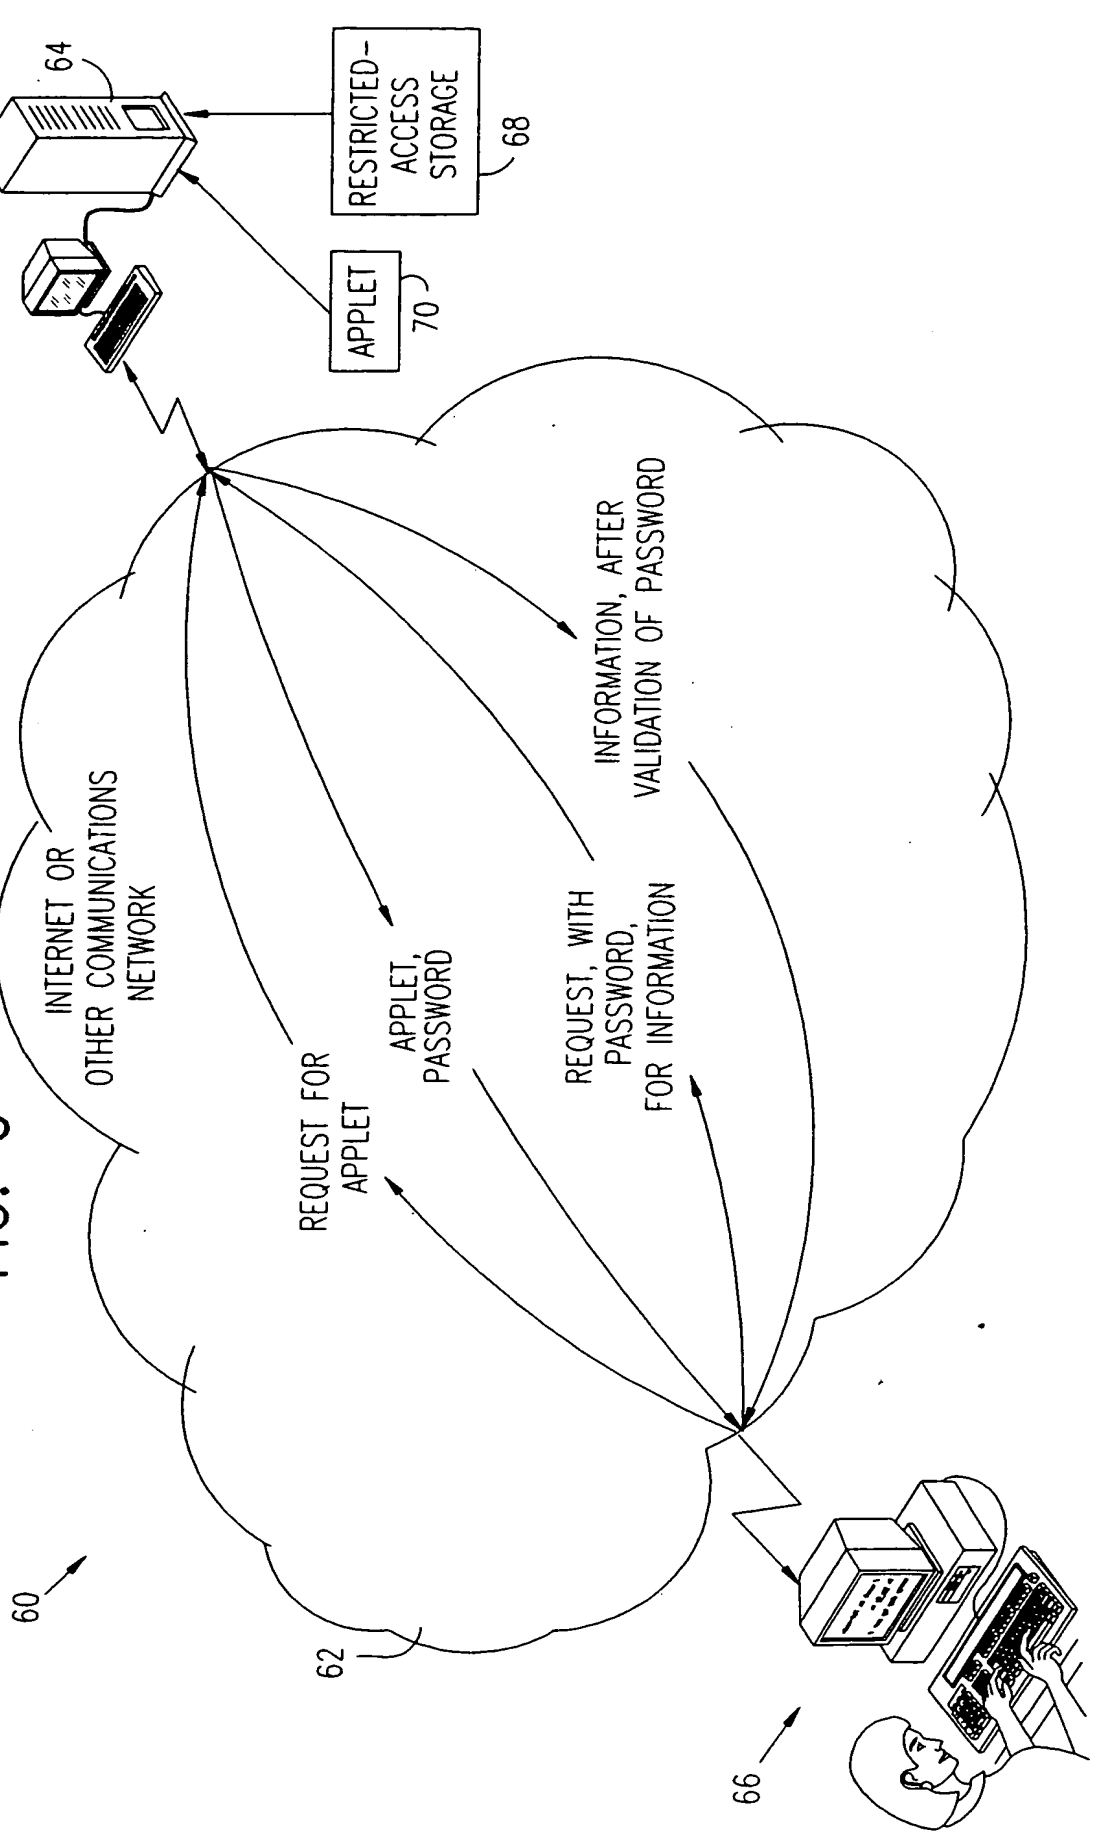 60
INTERNET OR
OTHER COMMUNICATIONS
NETWORK
64
62
REQUEST FOR
APPLET
APPLET,
PASSWORD
APPLET
70
RESTRICTED-
ACCESS
STORAGE
68
REQUEST, WITH
PASSWORD,
FOR INFORMATION
INFORMATION, AFTER
VALIDATION OF PASSWORD
66